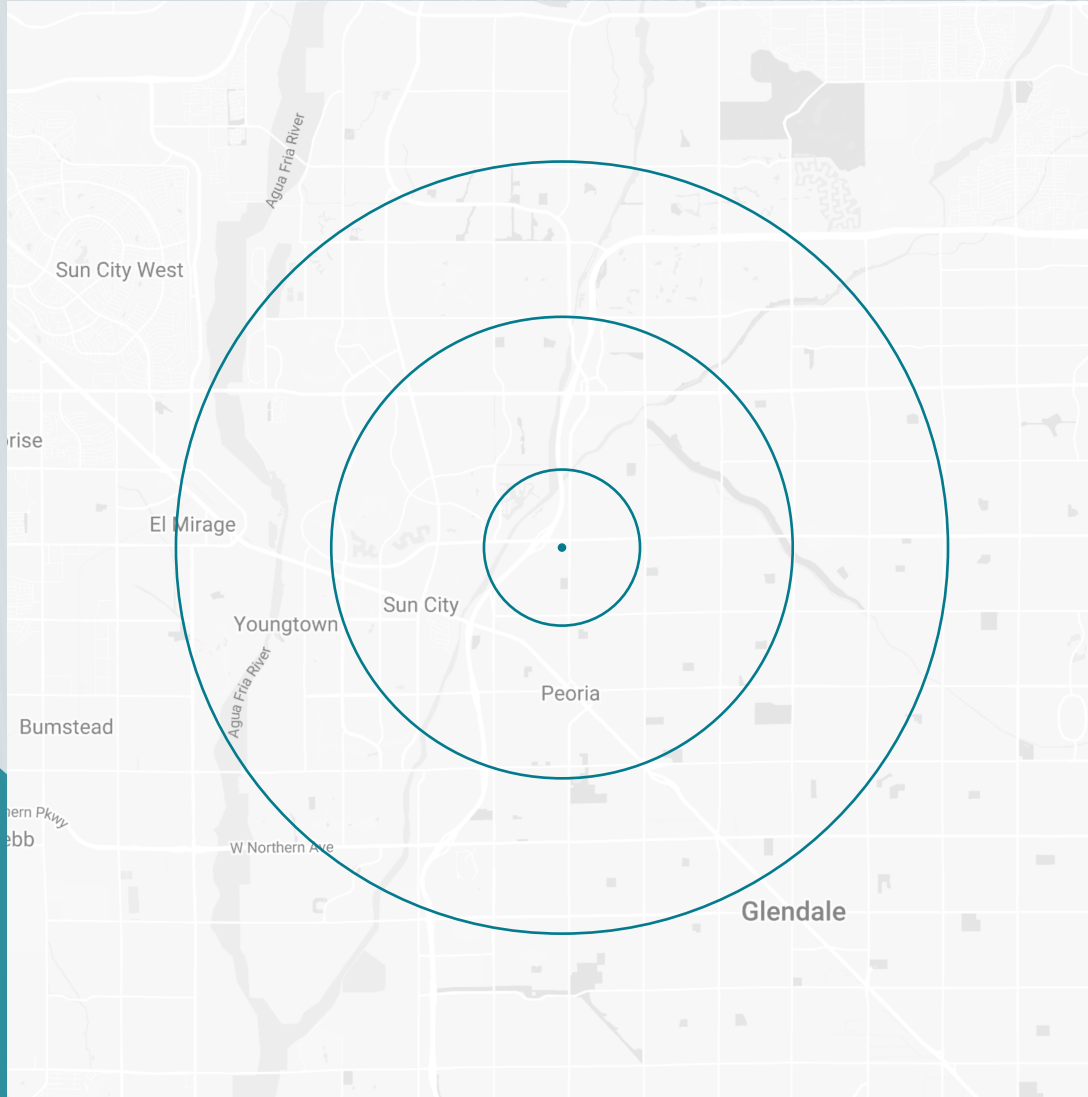 Agua Fria River
Sun City West
rise
El Mirage
Sun City
Youngtown
Agua Fria River
Peoria
Bumstead
hern Pkwy
ebb
W Northern Ave
Glendale